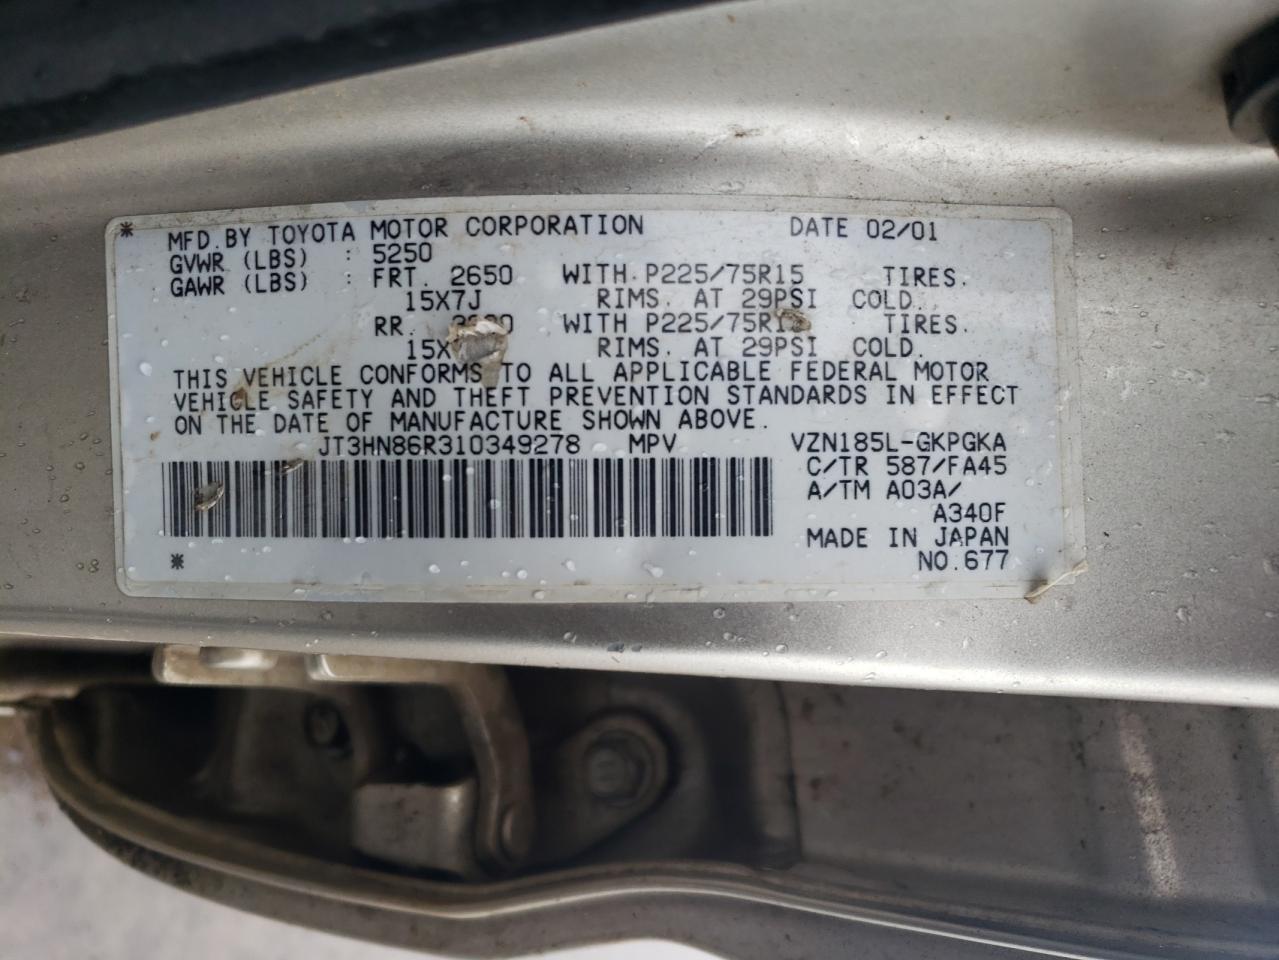 * MFD. BY TOYOTA MOTOR CORPORATION DATE 02/01
GVWR (LBS) : 5250
GAWR (LBS) : FRT. 2650 WITH P225/75R15 TIRES.
15X7J RIMS. AT 29PSI COLD.
RR. WITH P225/75R15 TIRES.
RIMS. AT 29PSI COLD.
THIS VEHICLE CONFORMS TO ALL APPLICABLE FEDERAL MOTOR
VEHICLE SAFETY AND THEFT PREVENTION STANDARDS IN EFFECT
ON THE DATE OF MANUFACTURE SHOWN ABOVE.
JT3HN86R310349278 MPV VZN185L-GKPGKA
C/TR 587/FA45
A/TM A03A/
A340F
MADE IN JAPAN
* NO.677